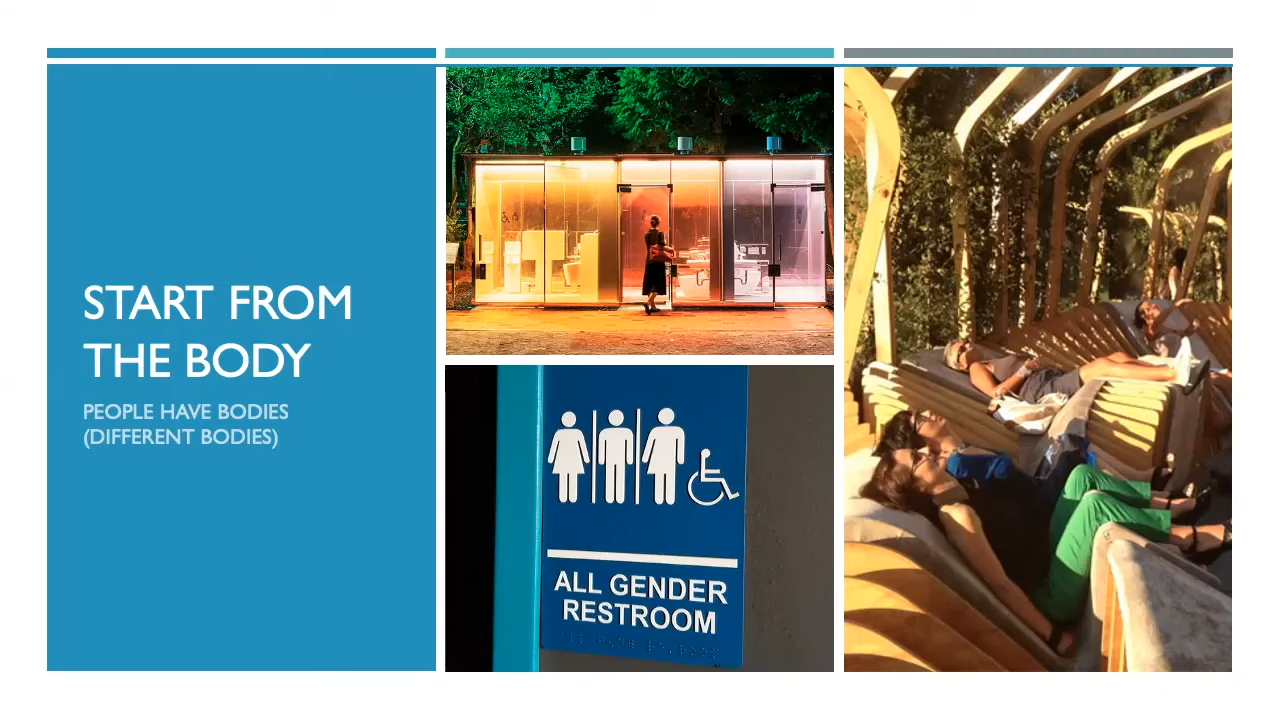 START FROM
THE BODY
PEOPLE HAVE BODIES
(DIFFERENT BODIES)
ALL GENDER
RESTROOM